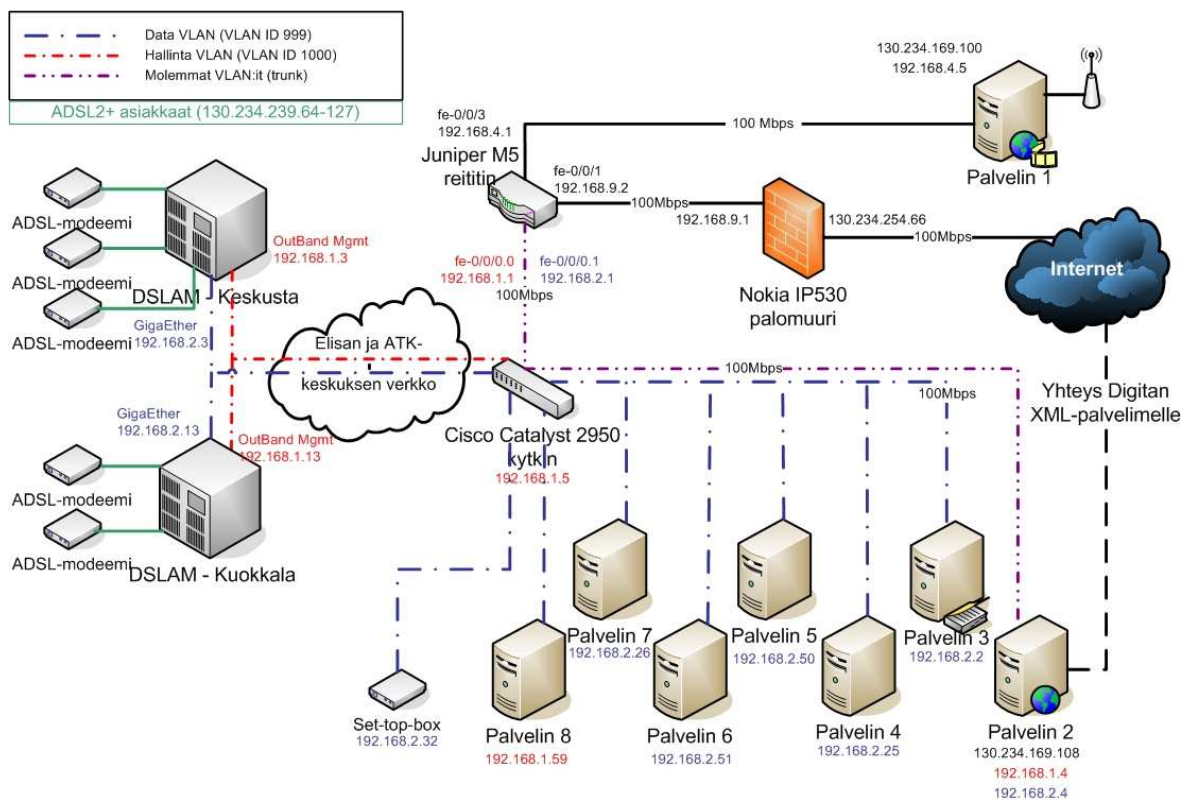 Data VLAN (VLAN ID 999)
Hallinta VLAN (VLAN ID 1000)
Molemmat VLAN:it (trunk)
ADSL2+ asiakkaat (130.234.239.64-127)
130.234.169.100
192.168.4.5
Palvelin 1
fe-0/0/3
192.168.4.1
100 Mbps
Juniper M5
reititin
fe-0/0/1
192.168.9.2
100Mbps
192.168.9.1
130.234.254.66
100Mbps
Nokia IP530
palomuuri
Internet
fe-0/0/0.0
192.168.1.1
fe-0/0/0.1
192.168.2.1
100Mbps
ADSL-modeemi
ADSL-modeemi
ADSL-modeemi
OutBand Mgmt
192.168.1.3
DSLAM - Keskusta
GigaEther
192.168.2.3
Elisan ja ATK-
keskuksen verkko
100Mbps
100Mbps
Yhteys Digitan
XML-palvelimelle
GigaEther
192.168.2.13
OutBand Mgmt
192.168.1.13
Cisco Catalyst 2950
kytkin
192.168.1.5
ADSL-modeemi
ADSL-modeemi
DSLAM - Kuokkala
Palvelin 7
192.168.2.26
Palvelin 5
192.168.2.50
Palvelin 3
192.168.2.2
Set-top-box
192.168.2.32
Palvelin 8
192.168.1.59
Palvelin 6
192.168.2.51
Palvelin 4
192.168.2.25
Palvelin 2
130.234.169.108
192.168.1.4
192.168.2.4